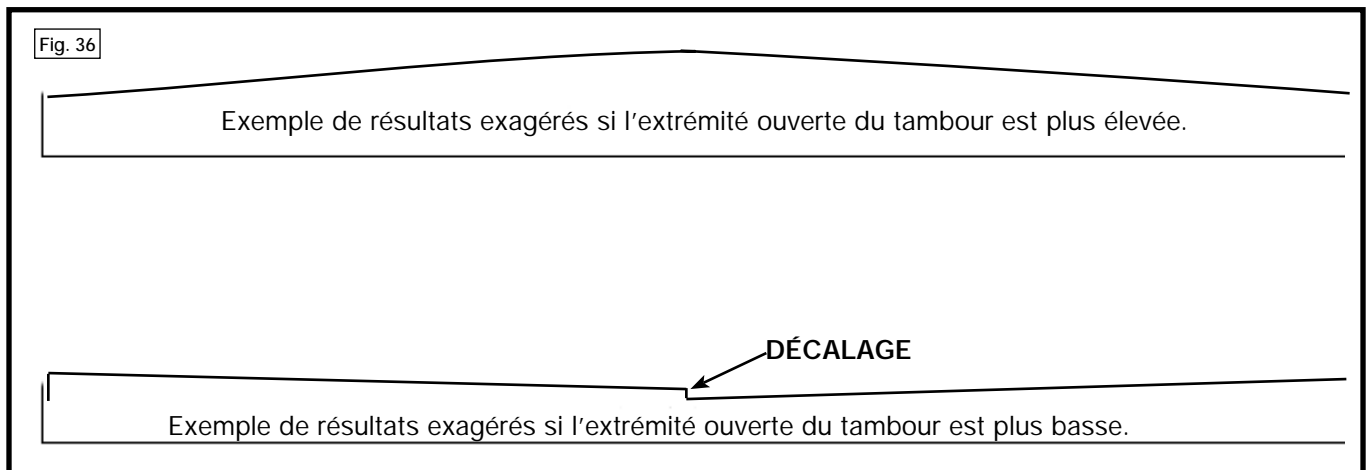 Fig. 36
Exemple de résultats exagérés si l'extrémité ouverte du tambour est plus élevée.
DÉCALAGE
Exemple de résultats exagérés si l'extrémité ouverte du tambour est plus basse.